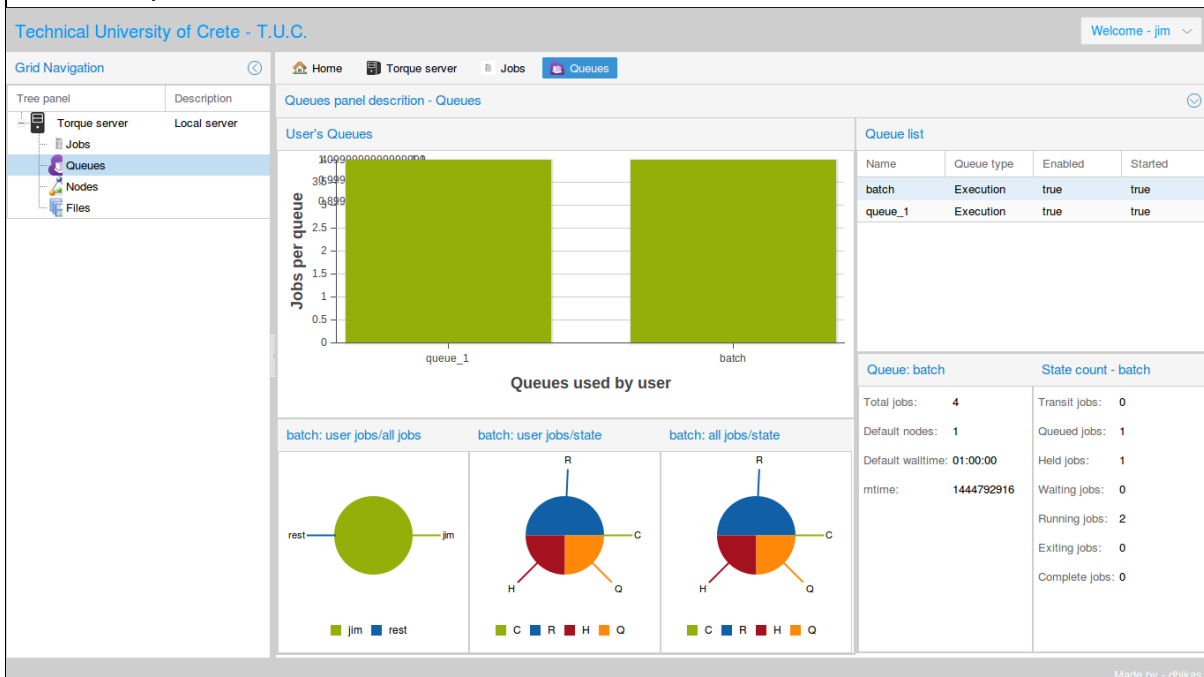 Technical University of Crete - T.U.C.
Welcome - jim
Grid Navigation
Home Torque server Jobs Queues
Tree panel Description
Torque server Local server
Jobs
Queues
Nodes
Files
Queues panel descrition - Queues
User's Queues
Jobs per queue
2.5
2
1.5
1
0.5
0
queue_1 batch
Queues used by user
Queue list
Name Queue type Enabled Started
batch Execution true true
queue_1 Execution true true
batch: user jobs/all jobs
rest jim
jim rest
batch: user jobs/state
R
C
H Q
C R H Q
batch: all jobs/state
R
C
H Q
C R H Q
Queue: batch
Total jobs: 4
Default nodes: 1
Default walltime: 01:00:00
mtime: 1444792916
State count - batch
Transit jobs: 0
Queued jobs: 1
Held jobs: 1
Waiting jobs: 0
Running jobs: 2
Exiting jobs: 0
Complete jobs: 0
Made by - dbikas